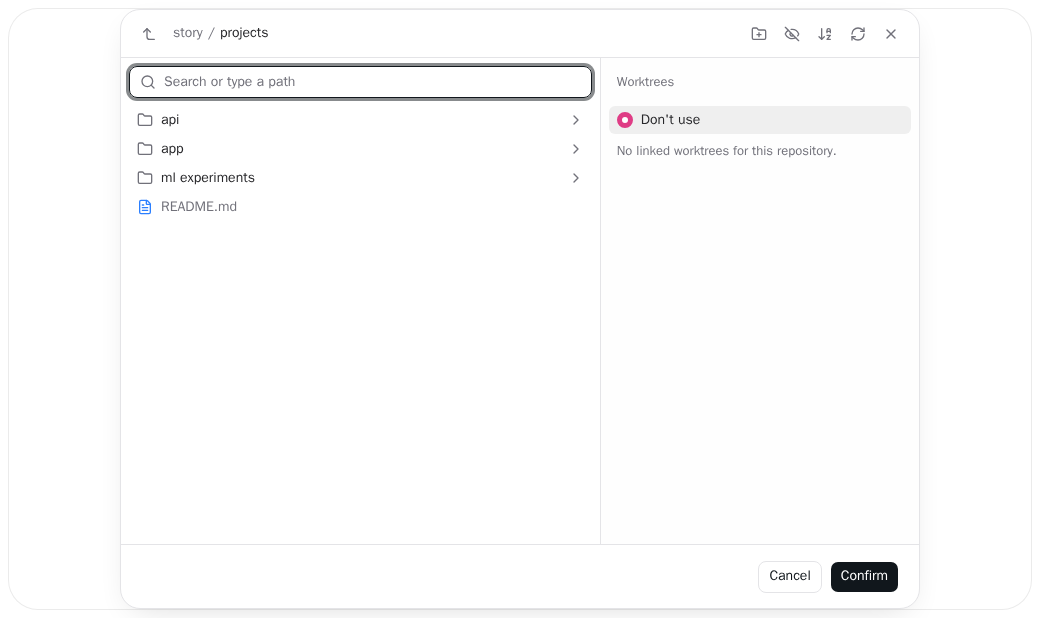 story / projects
Search or type a path
api
app
ml experiments
README.md
Worktrees
Don't use
No linked worktrees for this repository.
Cancel
Confirm